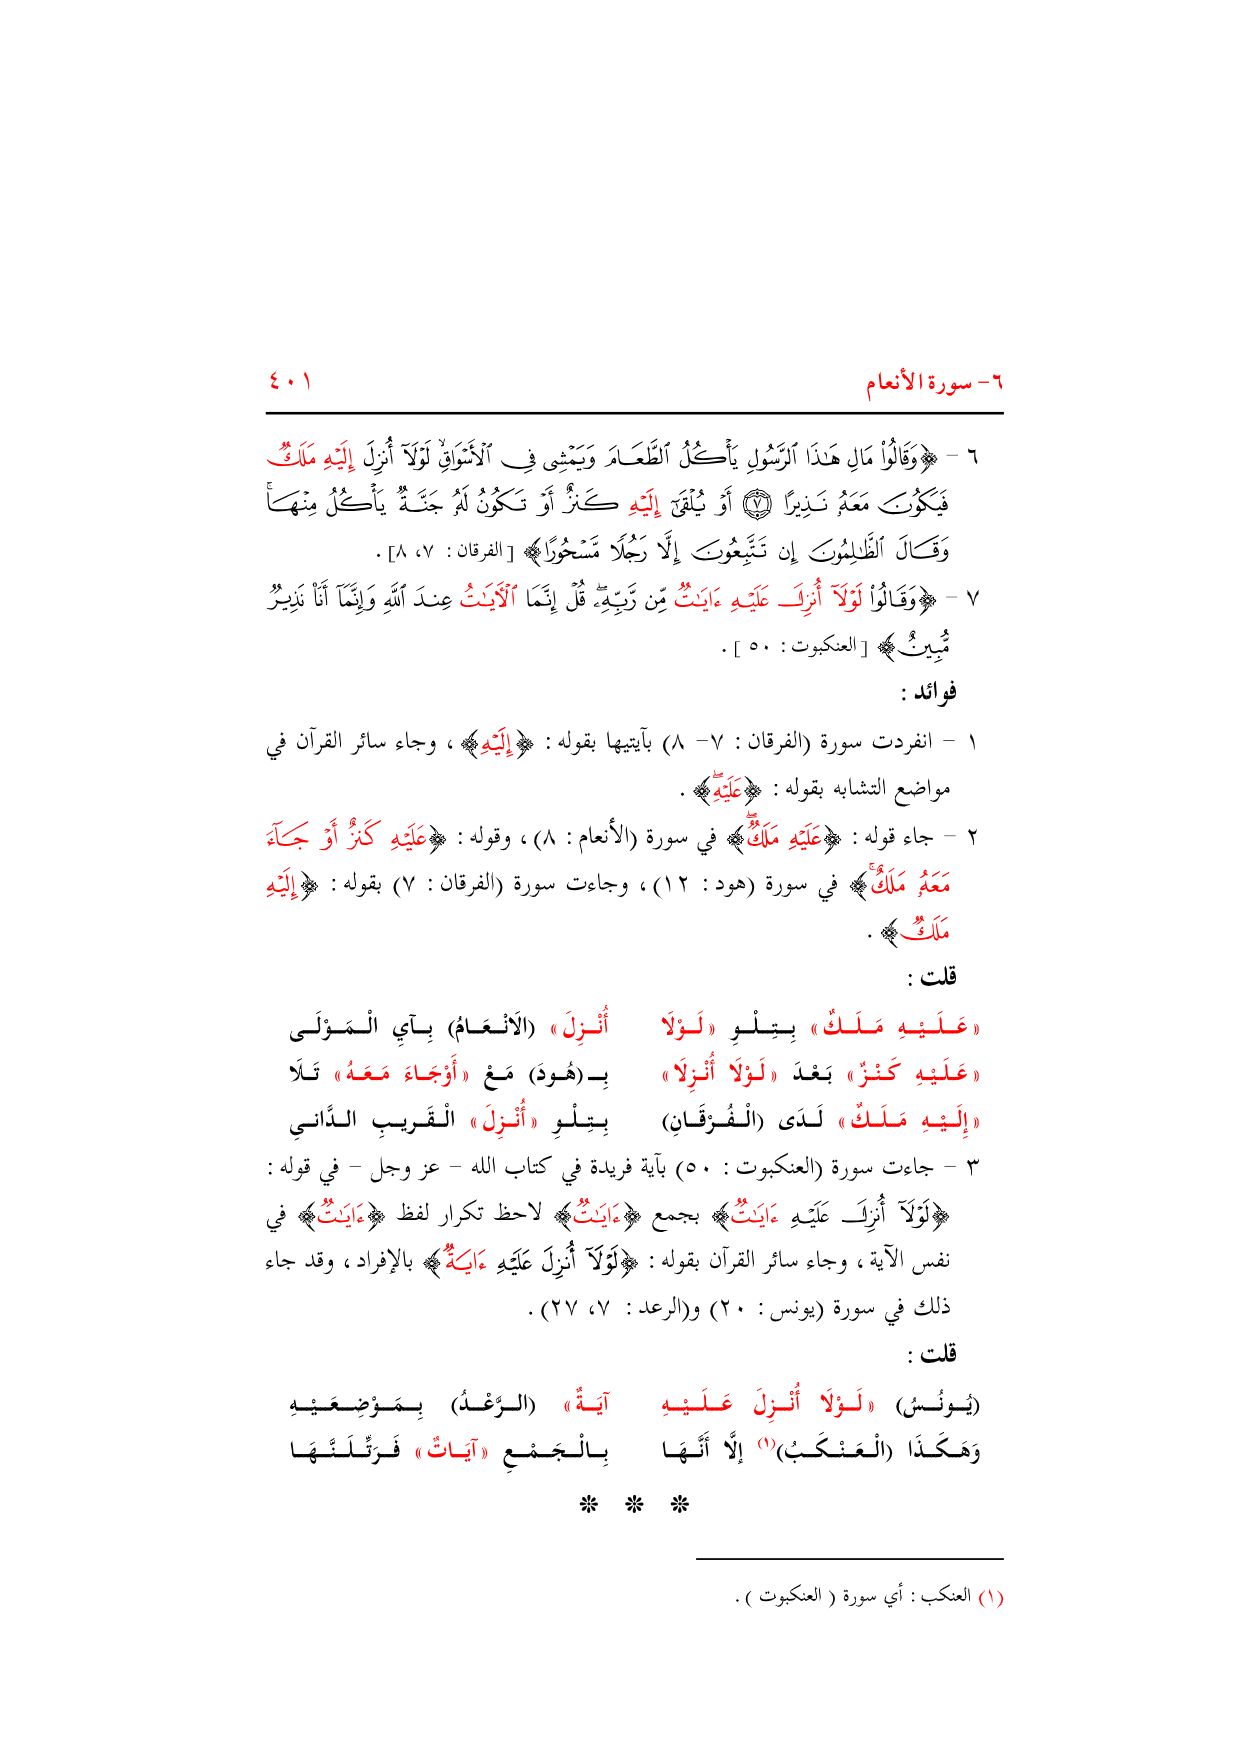 ٦- سورة الأنعام ٤٠١
٦ - ﴿وَقَالُوا۟ مَالِ هَـٰذَا ٱلرَّسُولِ يَأْكُلُ ٱلطَّعَامَ وَيَمْشِى فِى ٱلْأَسْوَاقِ ۙ لَوْلَآ أُنزِلَ إِلَيْهِ مَلَكٌ
فَيَكُونَ مَعَهُۥ نَذِيرًا ٧ أَوْ يُلْقَىٰٓ إِلَيْهِ كَنزٌ أَوْ تَكُونُ لَهُۥ جَنَّةٌ يَأْكُلُ مِنْهَا ۚ
وَقَالَ ٱلظَّـٰلِمُونَ إِن تَتَّبِعُونَ إِلَّا رَجُلًا مَّسْحُورًا﴾ [الفرقان: ٧، ٨].
٧ - ﴿وَقَالُوا۟ لَوْلَآ أُنزِلَ عَلَيْهِ ءَايَـٰتٌ مِّن رَّبِّهِۦ ۖ قُلْ إِنَّمَا ٱلْـَٔايَـٰتُ عِندَ ٱللَّهِ وَإِنَّمَآ أَنَا۠ نَذِيرٌ
مُّبِينٌ﴾ [العنكبوت: ٥٠].
فوائد:
١ - انفردت سورة (الفرقان: ٧- ٨) بآيتيها بقوله: ﴿إِلَيْهِ﴾، وجاء سائر القرآن في
مواضع التشابه بقوله: ﴿عَلَيْهِ ۖ﴾.
٢ - جاء قوله: ﴿عَلَيْهِ مَلَكٌ ۖ﴾ في سورة (الأنعام: ٨)، وقوله: ﴿عَلَيْهِ كَنزٌ أَوْ جَآءَ
مَعَهُۥ مَلَكٌ ۚ﴾ في سورة (هود: ١٢)، وجاءت سورة (الفرقان: ٧) بقوله: ﴿إِلَيْهِ
مَلَكٌ﴾.
قلت:
«عَلَيْهِ مَلَكٌ» بِتِلْوِ «لَوْلَا أُنْزِلَ» (الَانْعَامُ) بِآيِ الْمَوْلَى
«عَلَيْهِ كَنْزٌ» بَعْدَ «لَوْلَا أُنْزِلَا» بِـ(هُودَ) مَعْ «أَوْجَاءَ مَعَهُ» تَلَا
«إِلَيْهِ مَلَكٌ» لَدَى (الْفُرْقَانِ) بِتِلْوِ «أُنْزِلَ» الْقَرِيبِ الدَّانِي
٣ - جاءت سورة (العنكبوت: ٥٠) بآية فريدة في كتاب الله - عز وجل - في قوله:
﴿لَوْلَآ أُنزِلَ عَلَيْهِ ءَايَـٰتٌ﴾ بجمع ﴿ءَايَـٰتٌ﴾ لاحظ تكرار لفظ ﴿ءَايَـٰتٌ﴾ في
نفس الآية، وجاء سائر القرآن بقوله: ﴿لَوْلَآ أُنزِلَ عَلَيْهِ ءَايَةٌ﴾ بالإفراد، وقد جاء
ذلك في سورة (يونس: ٢٠) و(الرعد: ٧، ٢٧).
قلت:
(يُونُسُ) «لَوْلَا أُنْزِلَ عَلَيْهِ آيَةٌ» (الرَّعْدُ) بِمَوْضِعَيْهِ
وَهَكَذَا (الْعَنْكَبُ)(١) إِلَّا أَنَّهَا بِالْجَمْعِ «آيَاتٌ» فَرَتِّلَنَّهَا
* * *
(١) العنكب: أي سورة (العنكبوت).